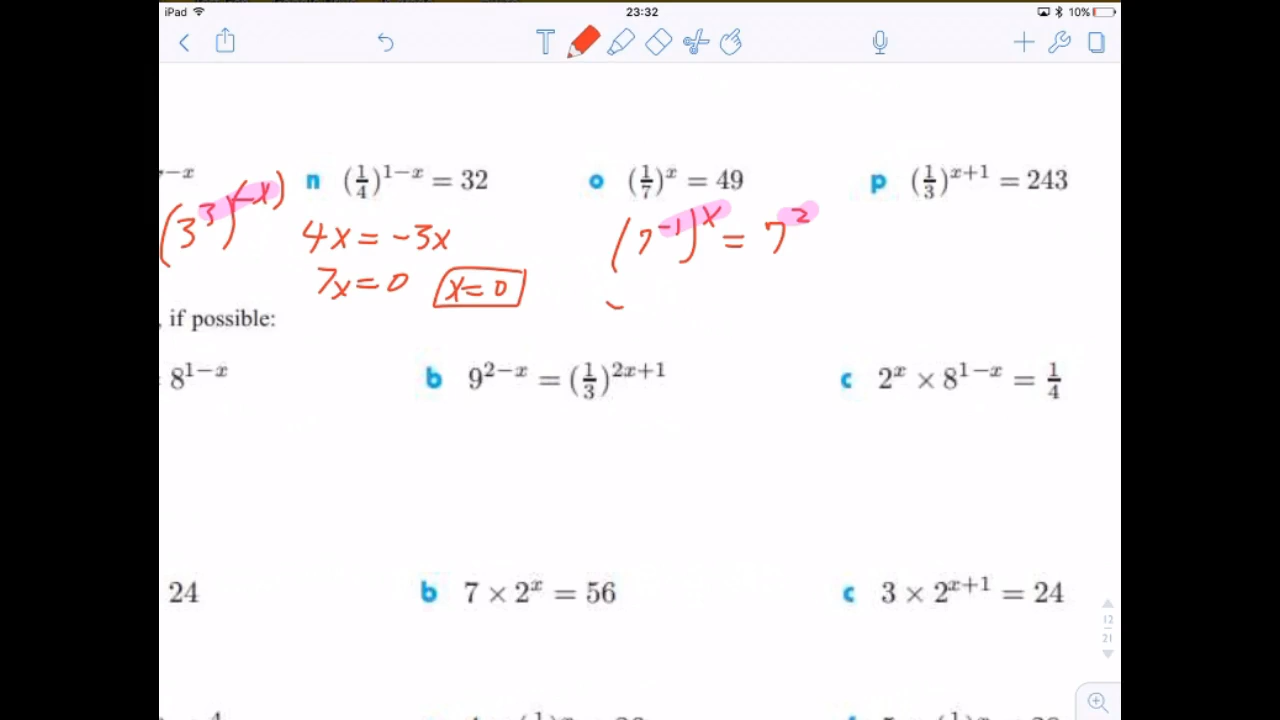 iPad 23:32 10%
-x n (1/4)^{1-x} = 32 o (1/7)^x = 49 p (1/3)^{x+1} = 243
(3^3)^{(-x)} 4x = -3x (7^{-1})^x = 7^2
7x = 0 x = 0
, if possible:
8^{1-x} b 9^{2-x} = (1/3)^{2x+1} c 2^x × 8^{1-x} = 1/4
24 b 7 × 2^x = 56 c 3 × 2^{x+1} = 24
12
21